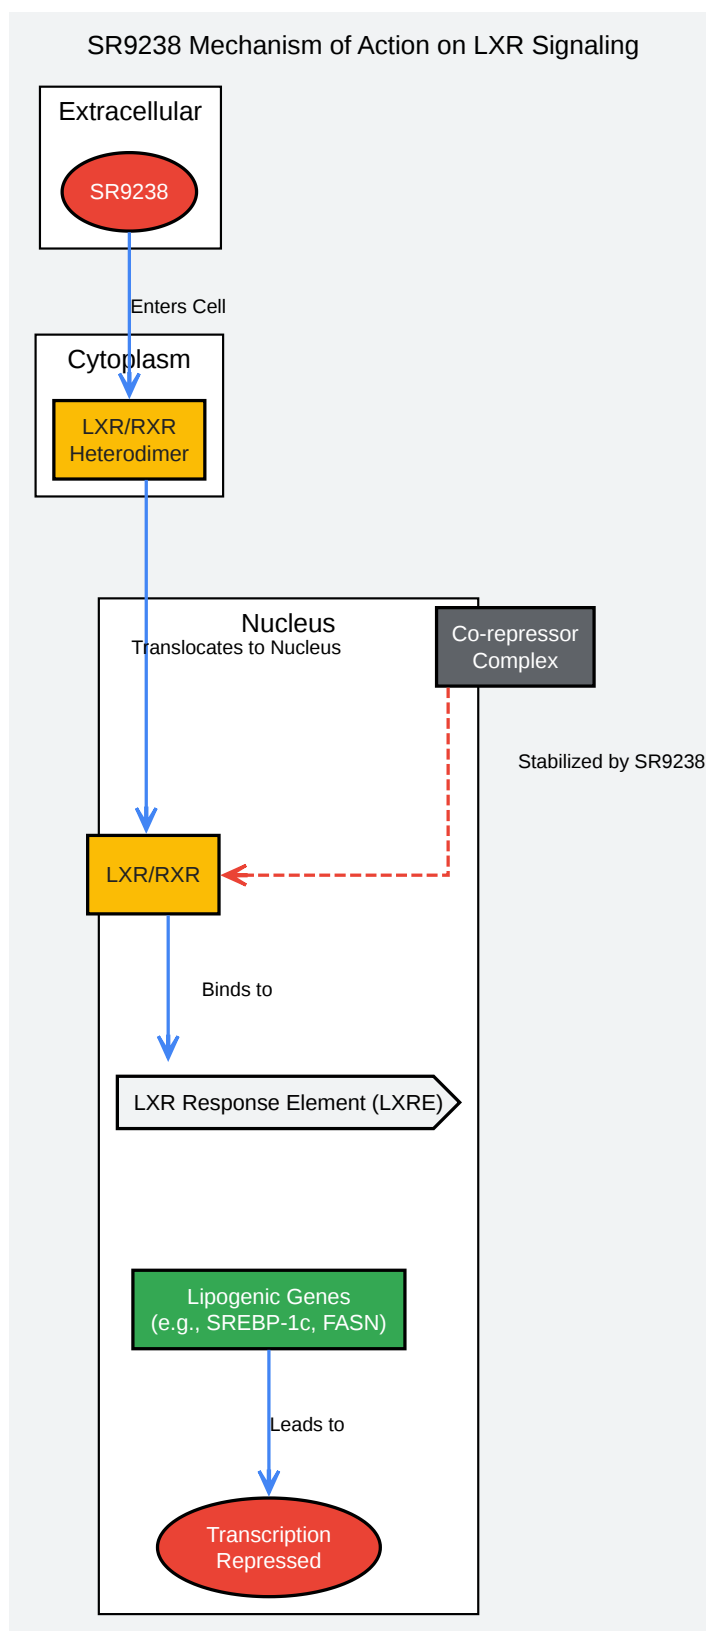 SR9238 Mechanism of Action on LXR Signaling
Extracellular
SR9238
Enters Cell
Cytoplasm
LXR/RXR
Heterodimer
Nucleus
Translocates to Nucleus
Co-repressor
Complex
Stabilized by SR9238
LXR/RXR
Binds to
LXR Response Element (LXRE)
Lipogenic Genes
(e.g., SREBP-1c, FASN)
Leads to
Transcription
Repressed